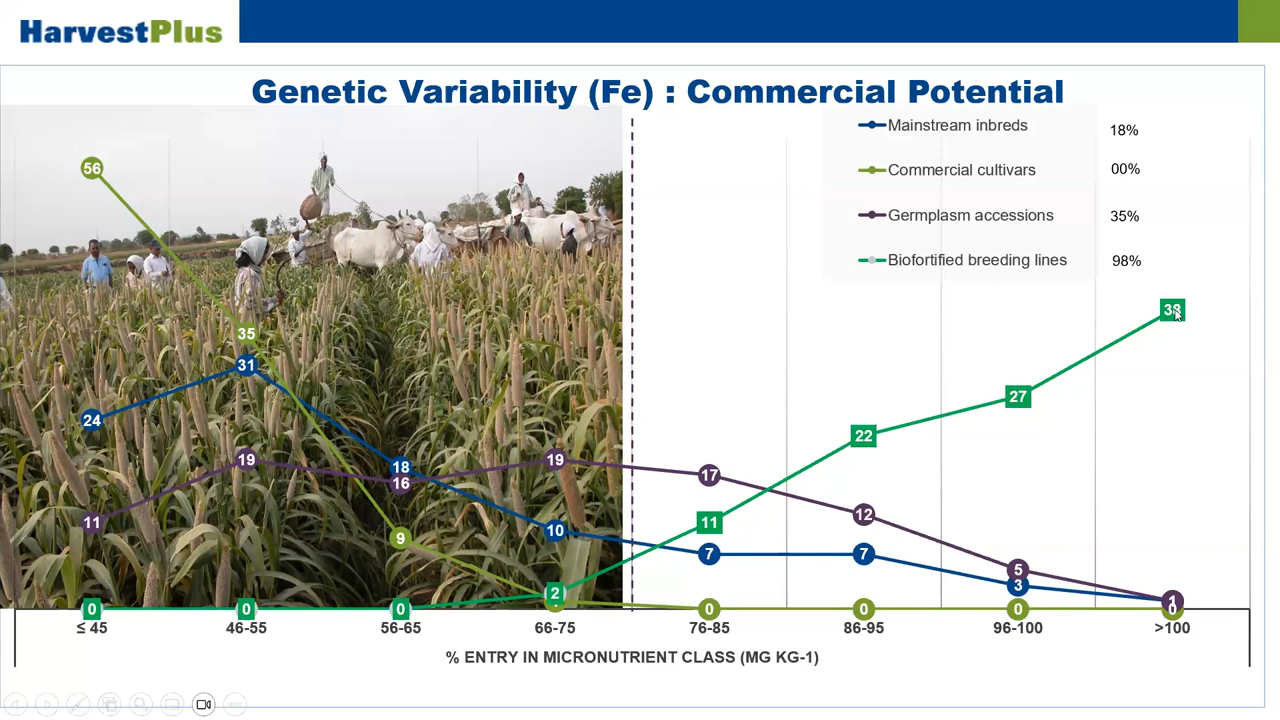 HarvestPlus
Genetic Variability (Fe) : Commercial Potential
Mainstream inbreds 18%
Commercial cultivars 00%
Germplasm accessions 35%
Biofortified breeding lines 98%
56
35
31
24
19
11
18
16
9
19
10
2
17
11
7
22
12
7
27
5
3
38
1
0 0 0 0 0 0 0
≤ 45 46-55 56-65 66-75 76-85 86-95 96-100 >100
% ENTRY IN MICRONUTRIENT CLASS (MG KG-1)